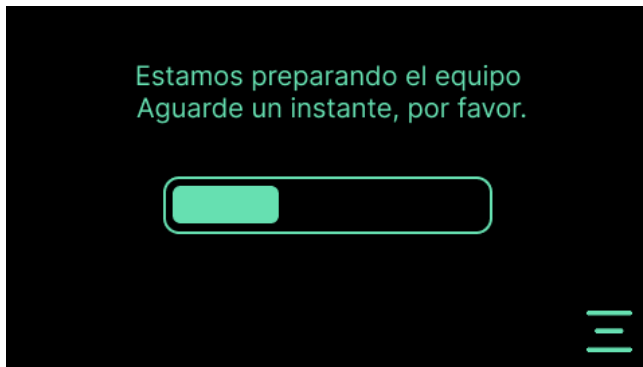 Estamos preparando el equipo
Aguarde un instante, por favor.